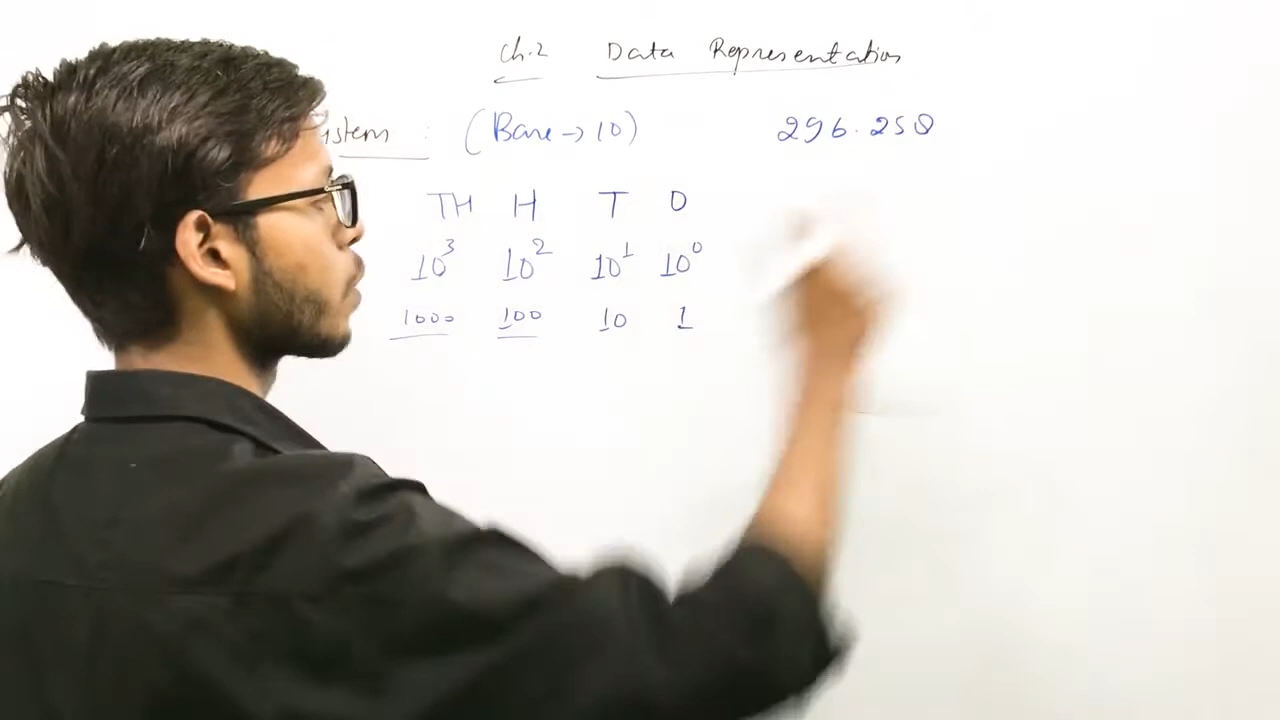 Ch.2 Data Representation
stem : (Base → 10) 296.258
TH H T O
10³ 10² 10¹ 10⁰
1000 100 10 1